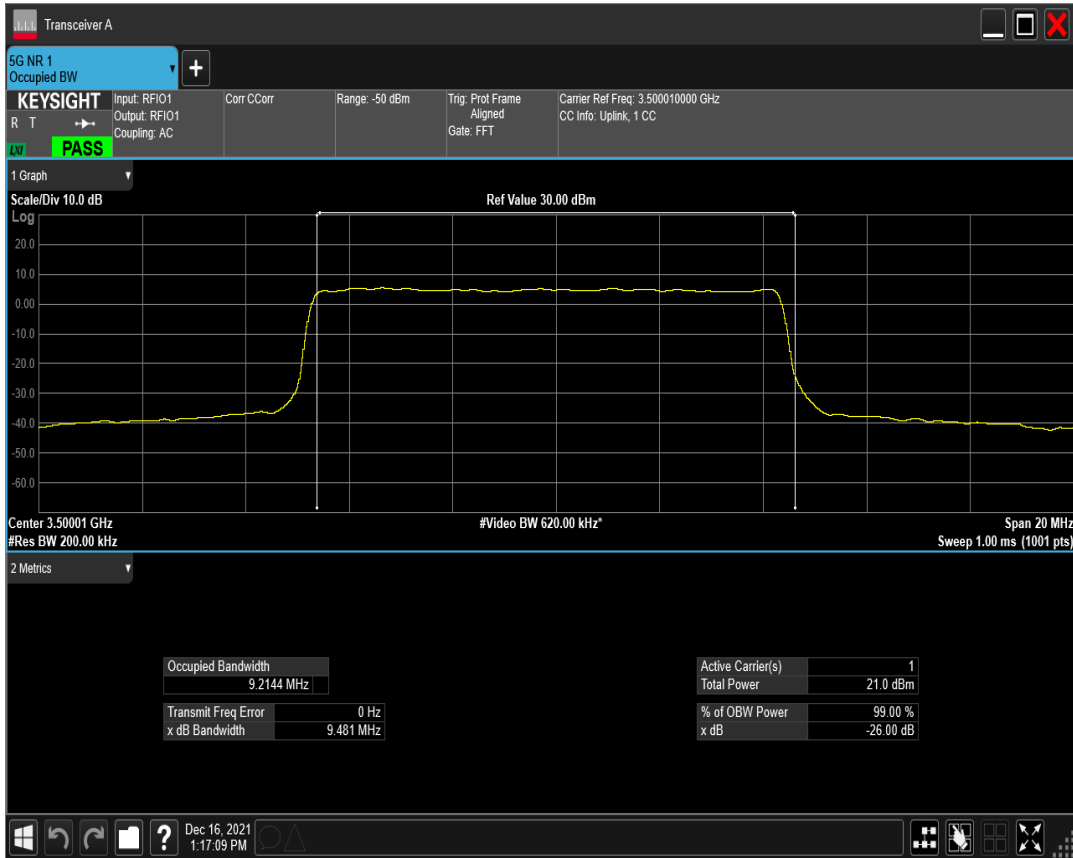 Transceiver A
5G NR 1
Occupied BW
KEYSIGHT
R T
LXI
PASS
Input: RFIO1
Output: RFIO1
Coupling: AC
Corr CCorr
Range: -50 dBm
Trig: Prot Frame
Aligned
Gate: FFT
Carrier Ref Freq: 3.500010000 GHz
CC Info: Uplink, 1 CC
1 Graph
Scale/Div 10.0 dB
Ref Value 30.00 dBm
Log
20.0
10.0
0.00
-10.0
-20.0
-30.0
-40.0
-50.0
-60.0
Center 3.50001 GHz
#Video BW 620.00 kHz*
Span 20 MHz
#Res BW 200.00 kHz
Sweep 1.00 ms (1001 pts)
2 Metrics
Occupied Bandwidth
9.2144 MHz
Transmit Freq Error 0 Hz
x dB Bandwidth 9.481 MHz
Active Carrier(s) 1
Total Power 21.0 dBm
% of OBW Power 99.00 %
x dB -26.00 dB
?
Dec 16, 2021
1:17:09 PM